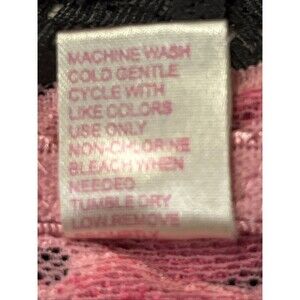 MACHINE WASH
COLD GENTLE
CYCLE WITH
LIKE COLORS
USE ONLY
NON-CHLORINE
BLEACH WHEN
NEEDED
TUMBLE DRY
LOW REMOVE